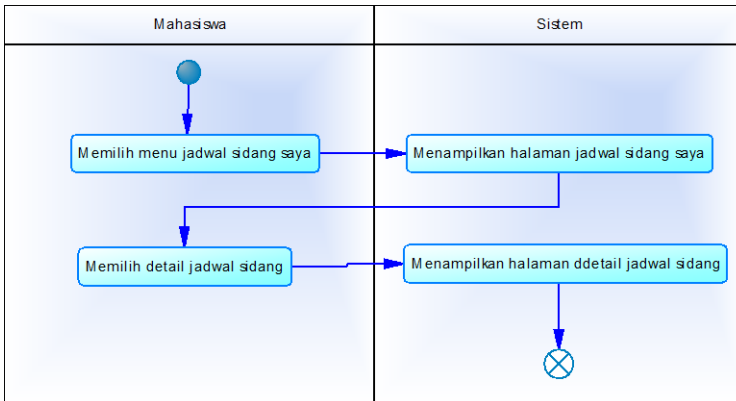 Mahasiswa
Sistem
Memilih menu jadwal sidang saya
Menampilkan halaman jadwal sidang saya
Memilih detail jadwal sidang
Menampilkan halaman ddetail jadwal sidang